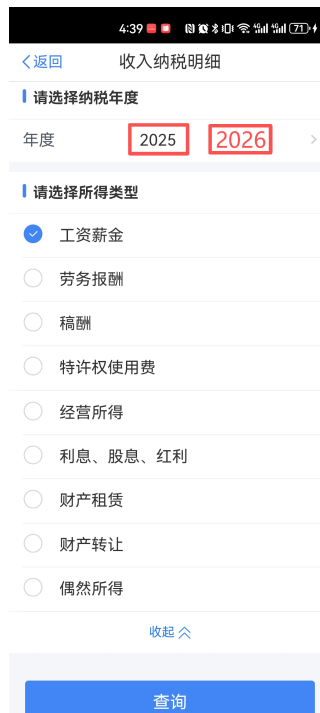 4:39 71
返回 收入纳税明细
请选择纳税年度
年度 2025 2026
请选择所得类型
工资薪金
劳务报酬
稿酬
特许权使用费
经营所得
利息、股息、红利
财产租赁
财产转让
偶然所得
收起
查询